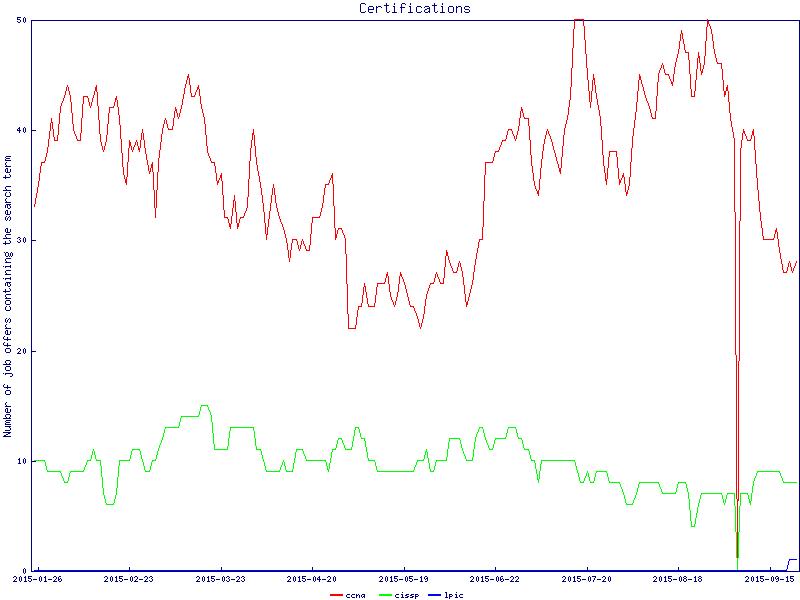 Certifications
Number of job offers containing the search term
50
40
30
20
10
0
2015-01-26 2015-02-23 2015-03-23 2015-04-20 2015-05-19 2015-06-22 2015-07-20 2015-08-18 2015-09-15
ccna cissp lpic